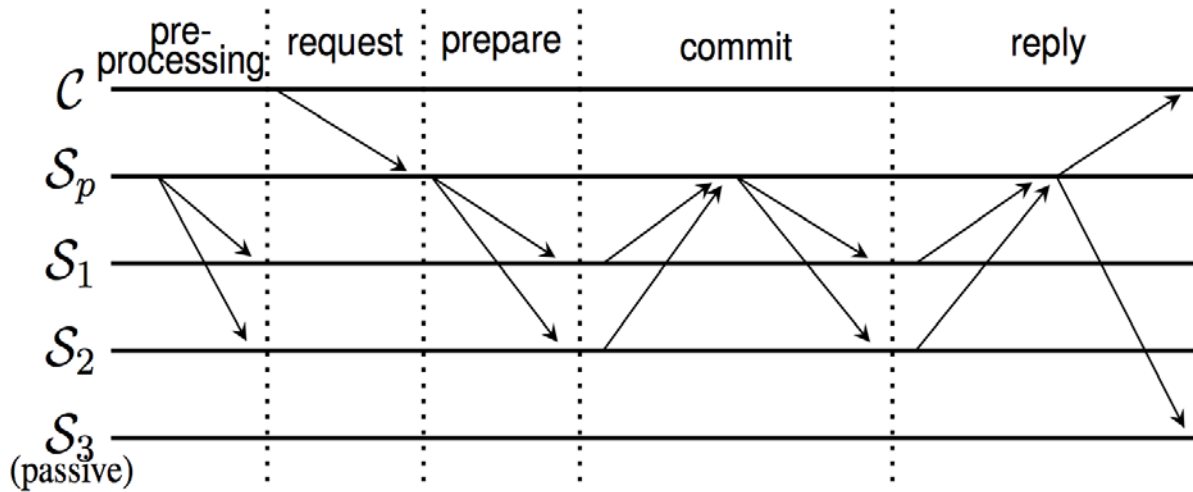 pre-
processing
request
prepare
commit
reply
C
Sₚ
S₁
S₂
S₃
(passive)